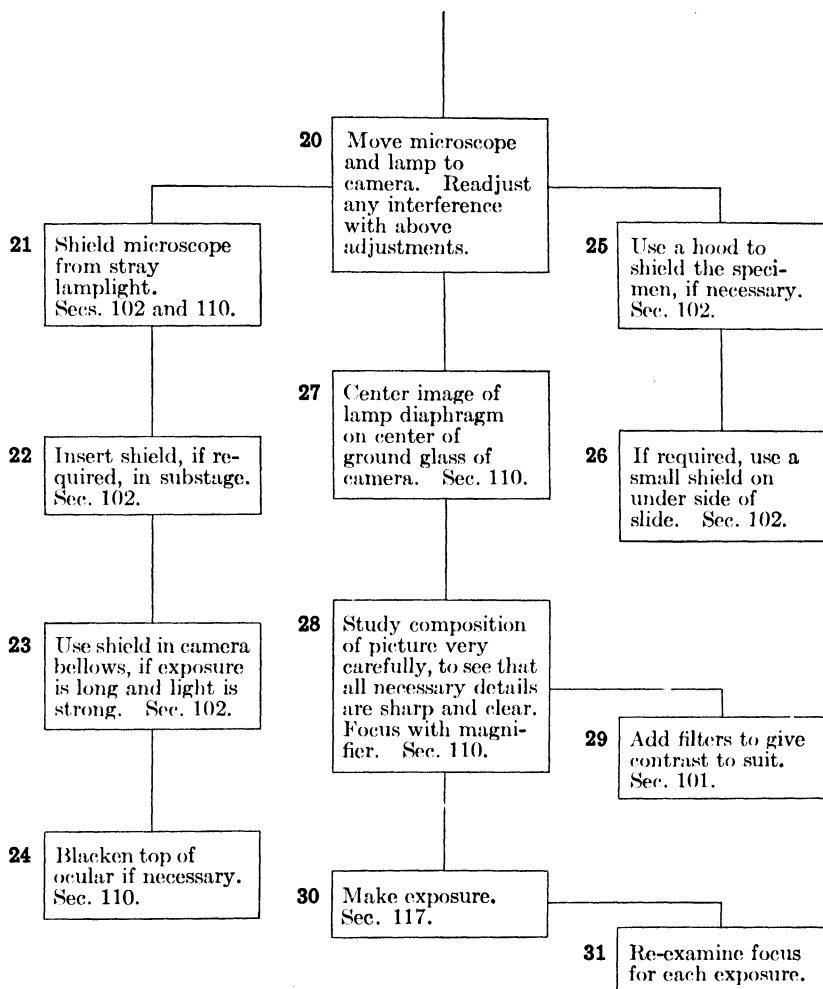 20 Move microscope
and lamp to
camera. Readjust
any interference
with above
adjustments.
21 Shield microscope
from stray
lamplight.
Secs. 102 and 110.
22 Insert shield, if re-
quired, in substage.
Sec. 102.
23 Use shield in camera
bellows, if exposure
is long and light is
strong. Sec. 102.
24 Blacken top of
ocular if necessary.
Sec. 110.
25 Use a hood to
shield the speci-
men, if necessary.
Sec. 102.
26 If required, use a
small shield on
under side of
slide. Sec. 102.
27 Center image of
lamp diaphragm
on center of
ground glass of
camera. Sec. 110.
28 Study composition
of picture very
carefully, to see that
all necessary details
are sharp and clear.
Focus with magni-
fier. Sec. 110.
29 Add filters to give
contrast to suit.
Sec. 101.
30 Make exposure.
Sec. 117.
31 Re-examine focus
for each exposure.